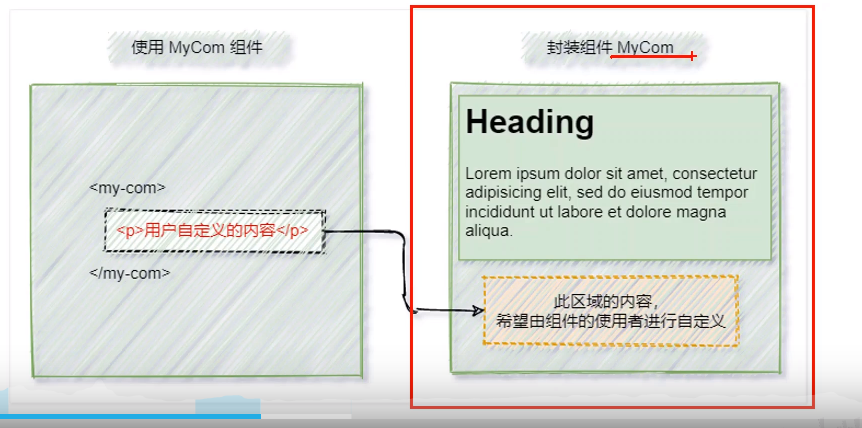 使用 MyCom 组件
<my-com>
<p>用户自定义的内容</p>
</my-com>
封装组件 MyCom
Heading
Lorem ipsum dolor sit amet, consectetur
adipisicing elit, sed do eiusmod tempor
incididunt ut labore et dolore magna
aliqua.
此区域的内容，
希望由组件的使用者进行自定义